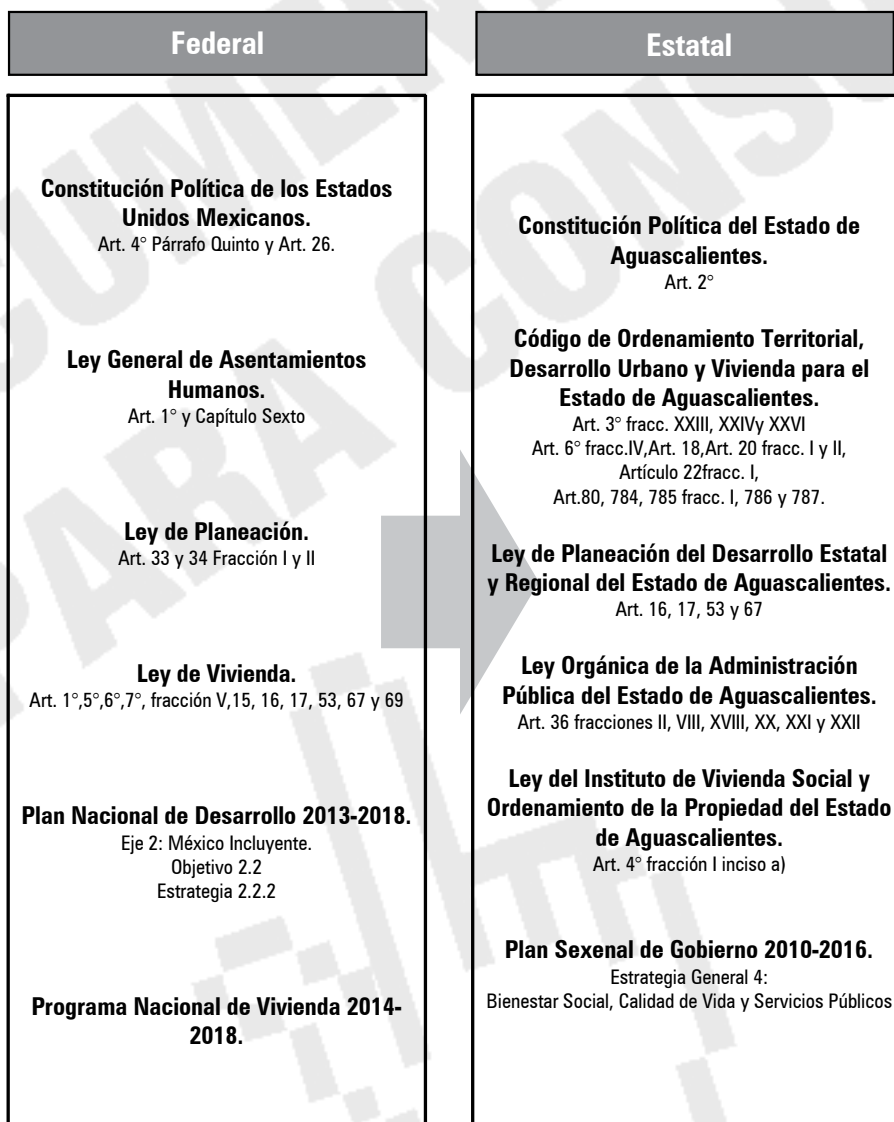 Federal
Constitución Política de los Estados
Unidos Mexicanos.
Art. 4° Párrafo Quinto y Art. 26.
Ley General de Asentamientos
Humanos.
Art. 1° y Capítulo Sexto
Ley de Planeación.
Art. 33 y 34 Fracción I y II
Ley de Vivienda.
Art. 1°,5°,6°,7°, fracción V,15, 16, 17, 53, 67 y 69
Plan Nacional de Desarrollo 2013-2018.
Eje 2: México Incluyente.
Objetivo 2.2
Estrategia 2.2.2
Programa Nacional de Vivienda 2014-
2018.
Estatal
Constitución Política del Estado de
Aguascalientes.
Art. 2°
Código de Ordenamiento Territorial,
Desarrollo Urbano y Vivienda para el
Estado de Aguascalientes.
Art. 3° fracc. XXIII, XXIVy XXVI
Art. 6° fracc.IV,Art. 18,Art. 20 fracc. I y II,
Artículo 22fracc. I,
Art.80, 784, 785 fracc. I, 786 y 787.
Ley de Planeación del Desarrollo Estatal
y Regional del Estado de Aguascalientes.
Art. 16, 17, 53 y 67
Ley Orgánica de la Administración
Pública del Estado de Aguascalientes.
Art. 36 fracciones II, VIII, XVIII, XX, XXI y XXII
Ley del Instituto de Vivienda Social y
Ordenamiento de la Propiedad del Estado
de Aguascalientes.
Art. 4° fracción I inciso a)
Plan Sexenal de Gobierno 2010-2016.
Estrategia General 4:
Bienestar Social, Calidad de Vida y Servicios Públicos